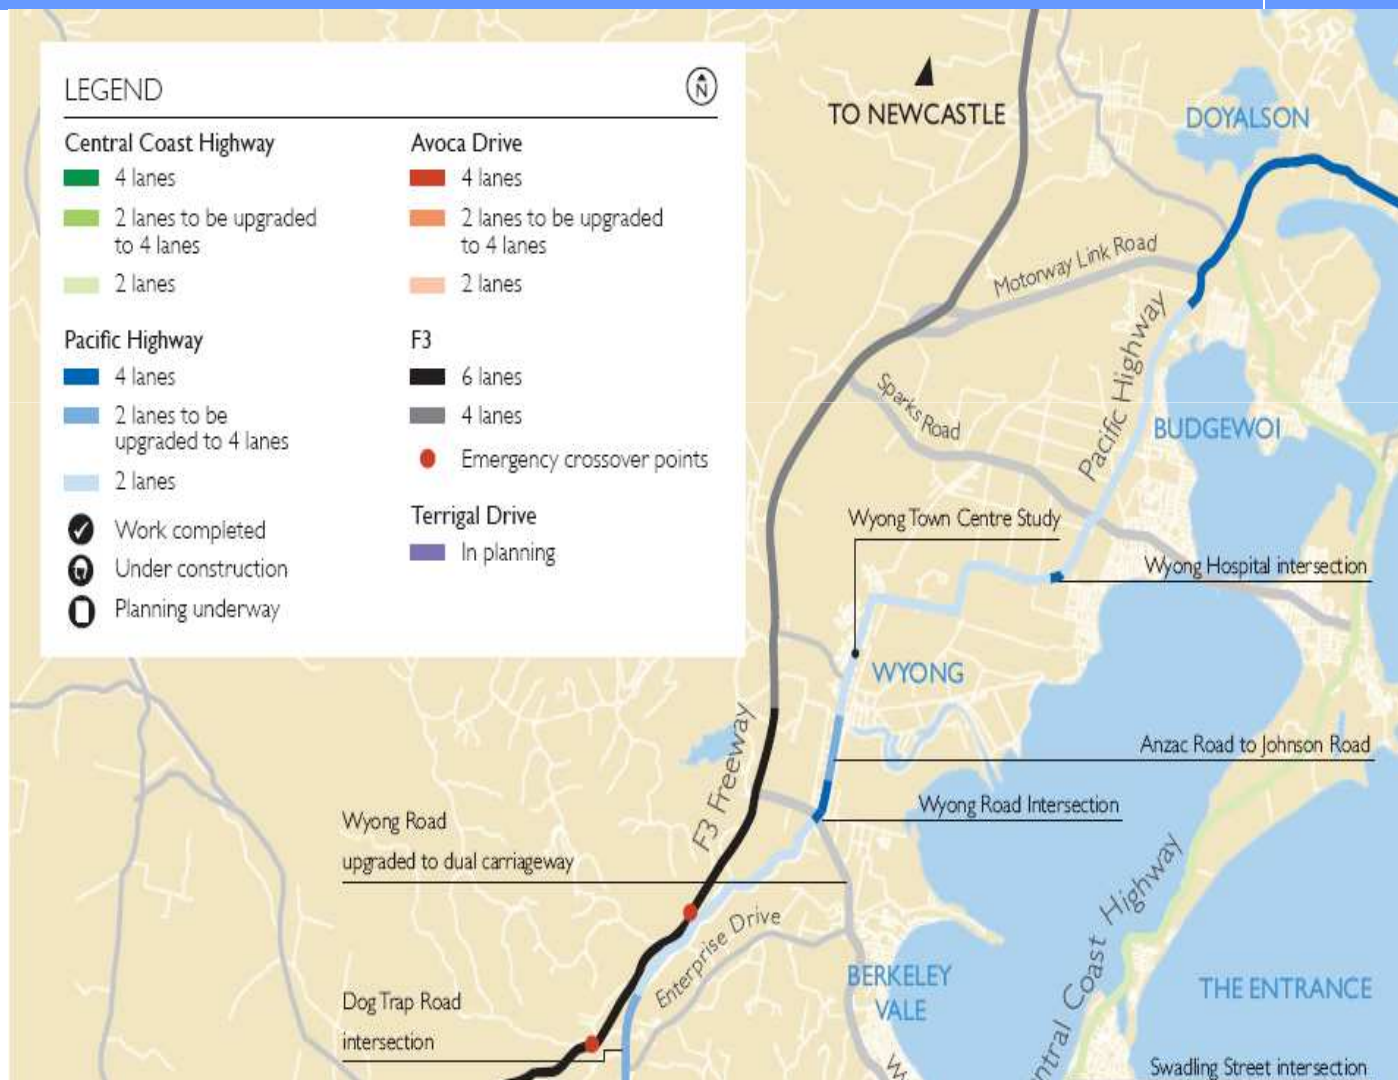 LEGEND
N
Central Coast Highway
4 lanes
2 lanes to be upgraded
to 4 lanes
2 lanes
Pacific Highway
4 lanes
2 lanes to be
upgraded to 4 lanes
2 lanes
Work completed
Under construction
Planning underway
Avoca Drive
4 lanes
2 lanes to be upgraded
to 4 lanes
2 lanes
F3
6 lanes
4 lanes
Emergency crossover points
Terrigal Drive
In planning
TO NEWCASTLE
DOYALSON
Motorway Link Road
Pacific Highway
Sparks Road
BUDGEWOI
Wyong Town Centre Study
Wyong Hospital intersection
WYONG
F3 Freeway
Anzac Road to Johnson Road
Wyong Road Intersection
Wyong Road
upgraded to dual carriageway
Central Coast Highway
Enterprise Drive
BERKELEY
VALE
THE ENTRANCE
Dog Trap Road
intersection
Swadling Street intersection